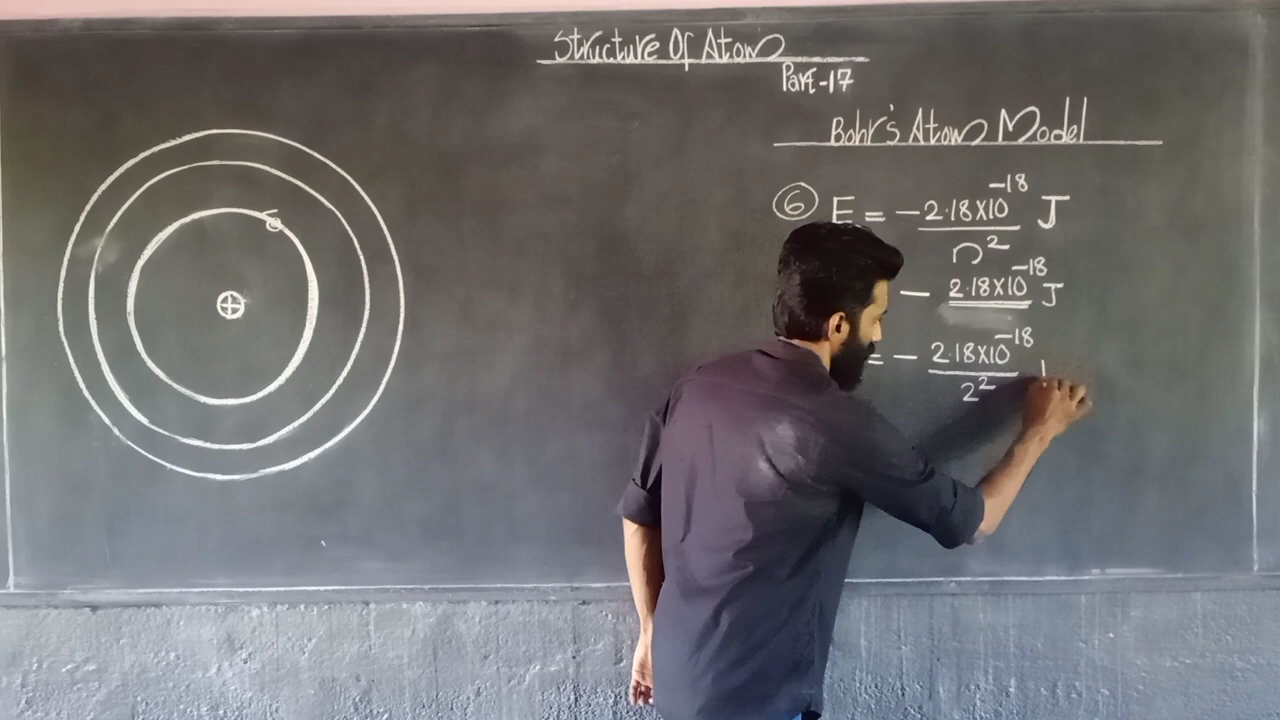 Structure Of Atom
Part-17
Bohr's Atom Model
⑥ E = -2.18×10⁻¹⁸ J
n²
- 2.18×10⁻¹⁸ J
= - 2.18×10⁻¹⁸
2²